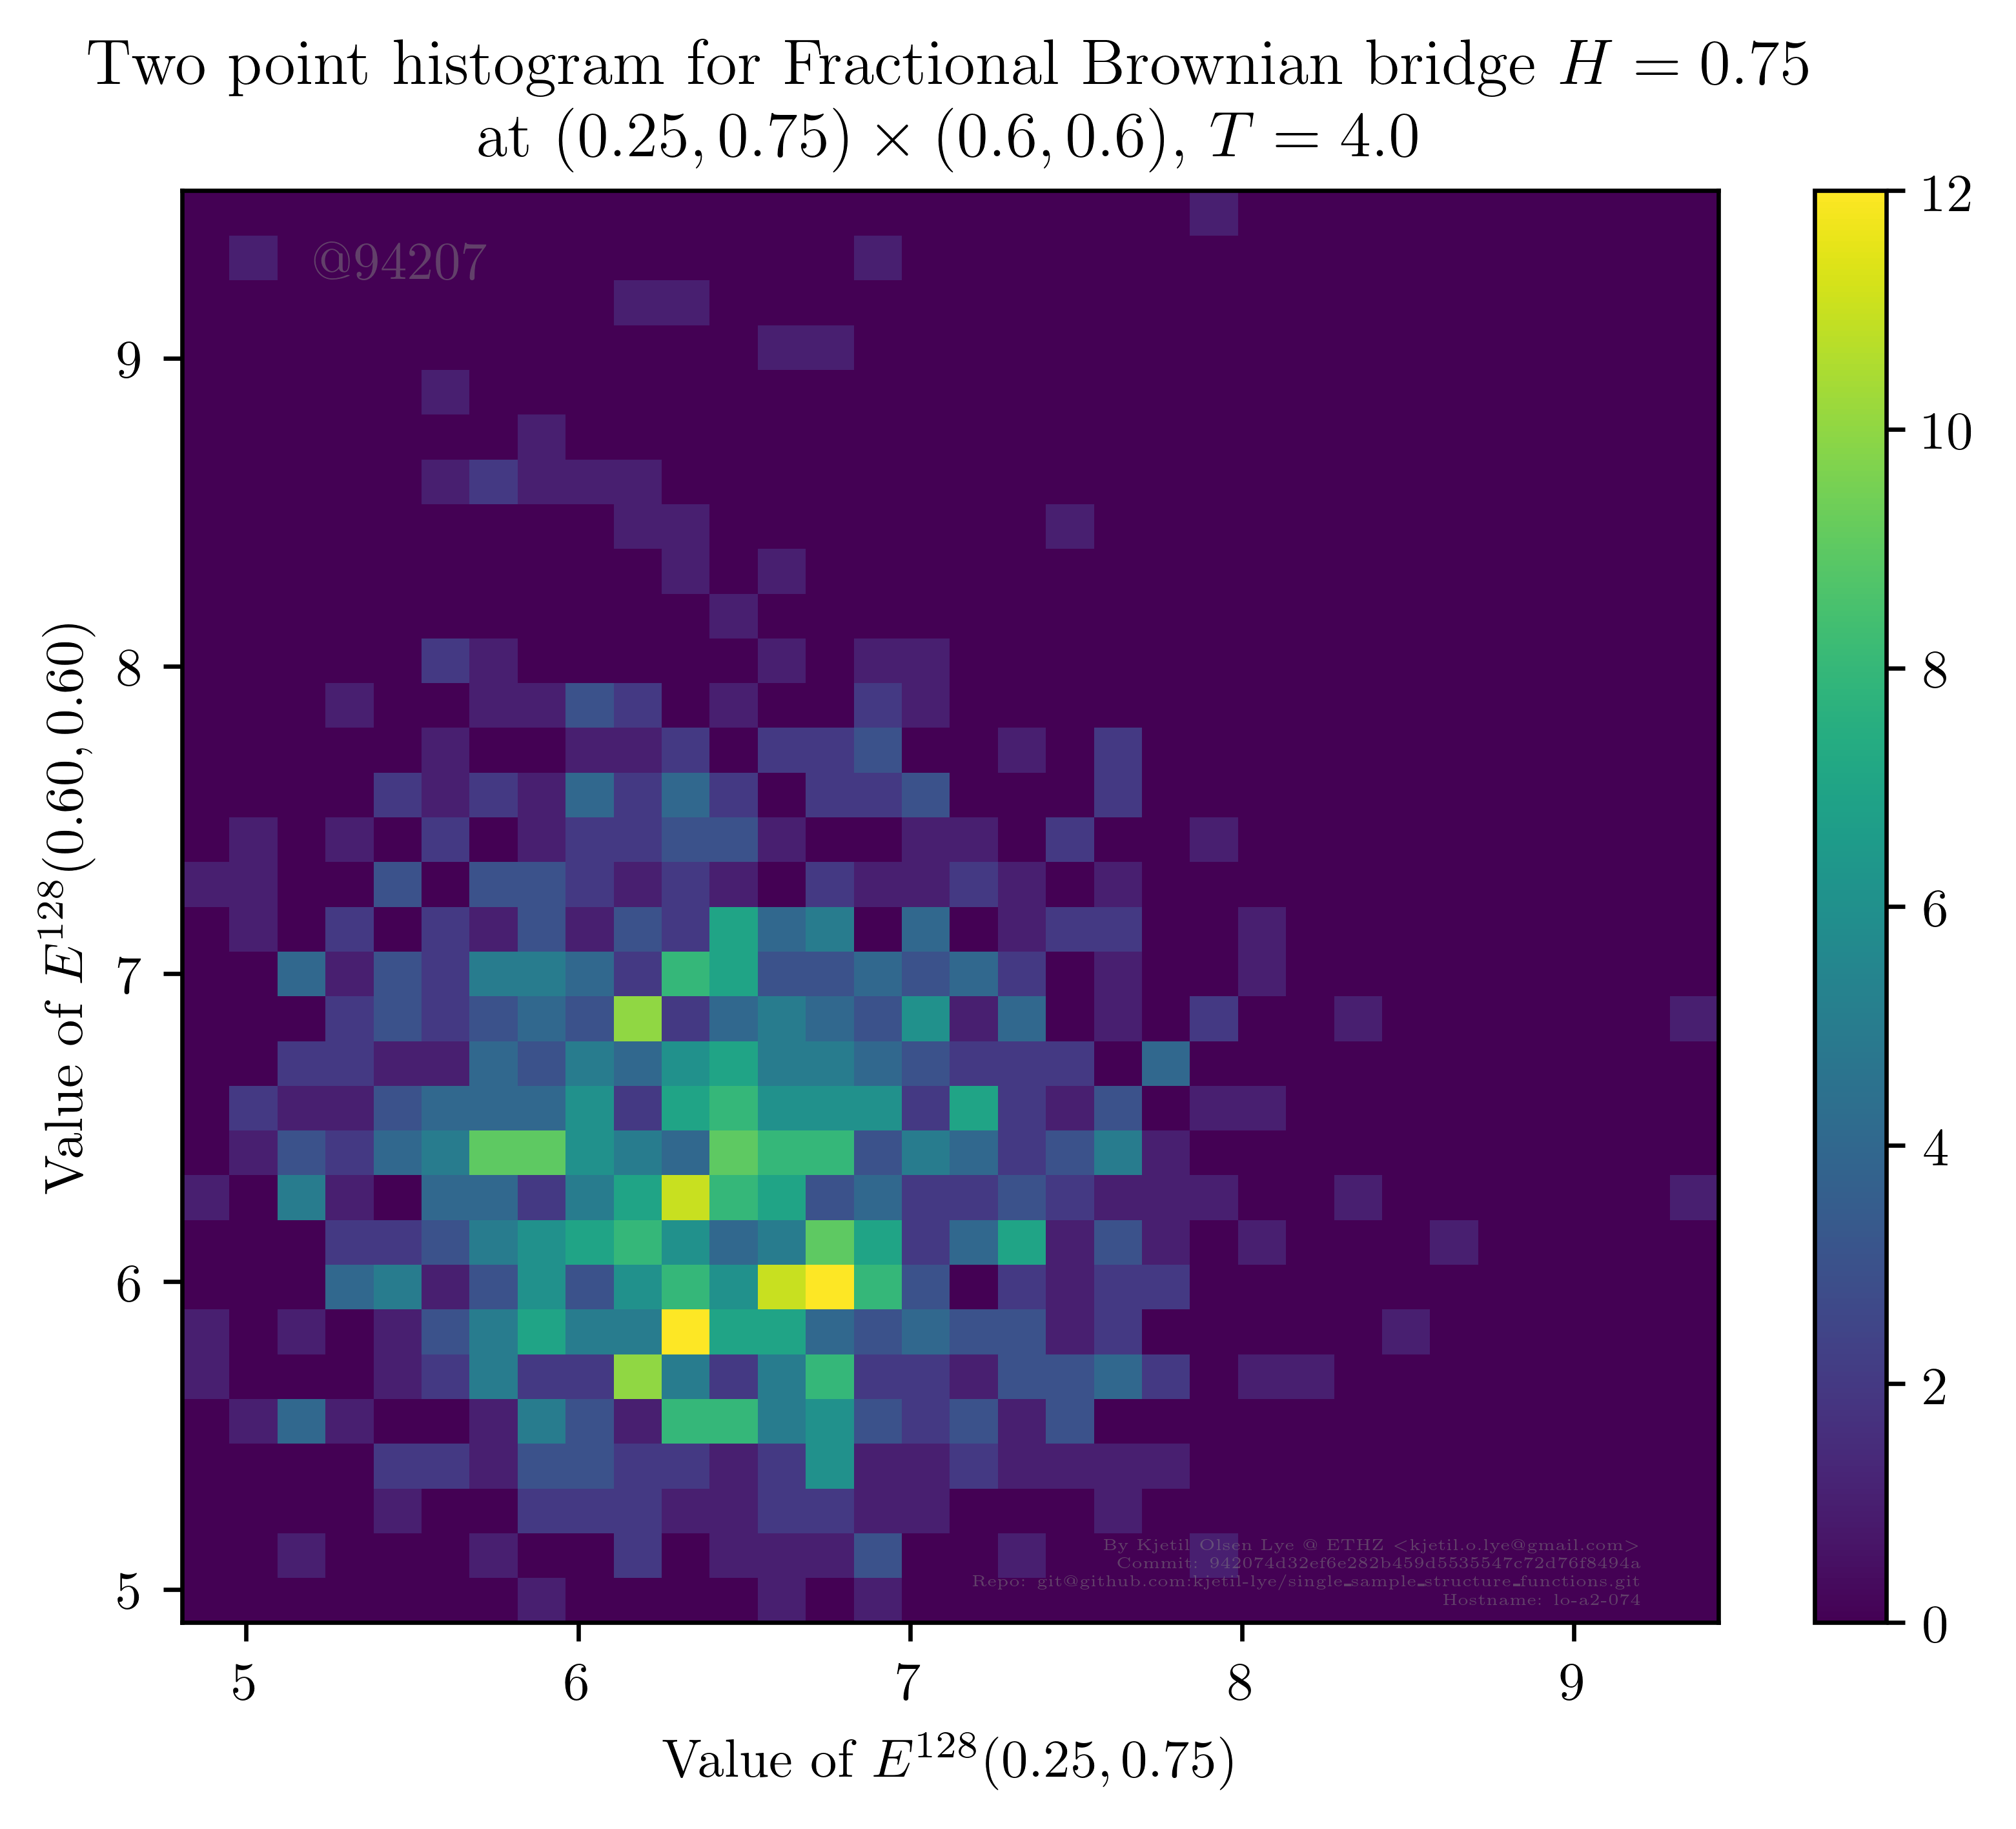 Two point histogram for Fractional Brownian bridge H = 0.75
at (0.25, 0.75) × (0.6, 0.6), T = 4.0
@94207
12
10
8
6
4
2
0
9
8
7
6
5
Value of E^128(0.60, 0.60)
By Kjetil Olsen Lye @ ETHZ <kjetil.o.lye@gmail.com>
Commit: 942074d32ef6e282b459d5535547c72d76f8494a
Repo: git@github.com:kjetil-lye/single_sample_structure_functions.git
Hostname: lo-a2-074
5 6 7 8 9
Value of E^128(0.25, 0.75)